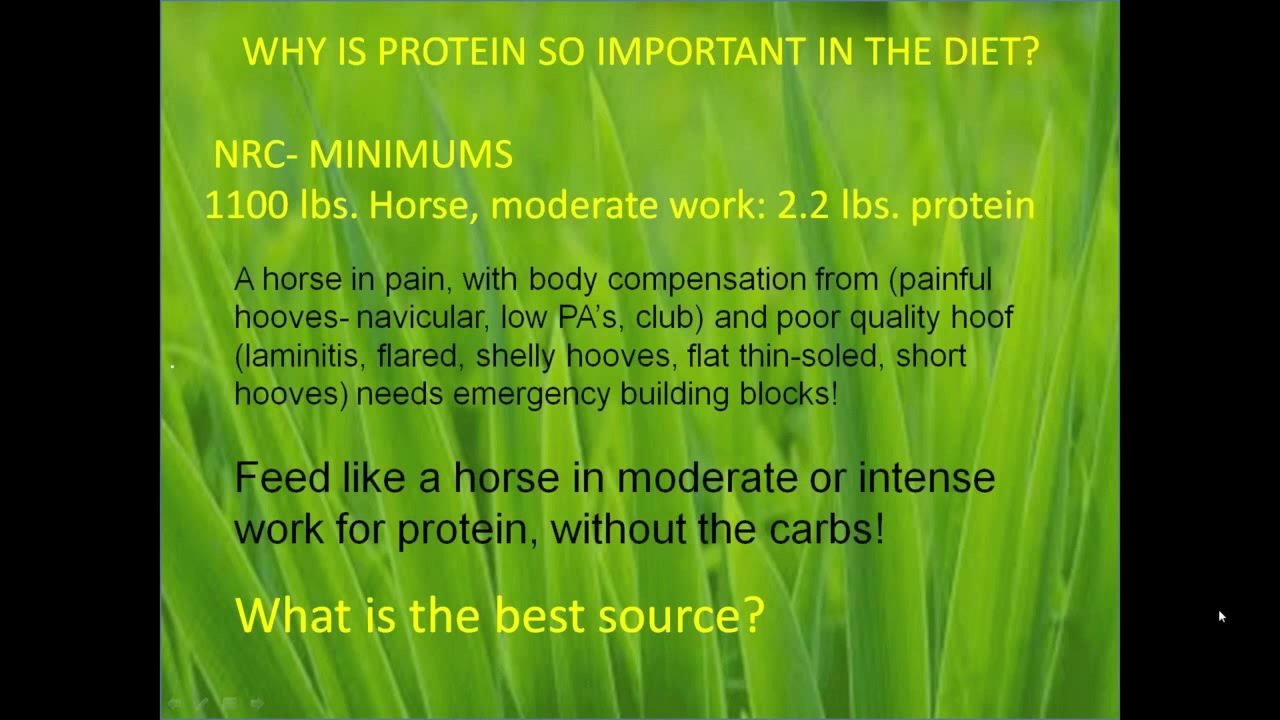 WHY IS PROTEIN SO IMPORTANT IN THE DIET?
NRC- MINIMUMS
1100 lbs. Horse, moderate work: 2.2 lbs. protein
A horse in pain, with body compensation from (painful
hooves- navicular, low PA's, club) and poor quality hoof
(laminitis, flared, shelly hooves, flat thin-soled, short
hooves) needs emergency building blocks!
Feed like a horse in moderate or intense
work for protein, without the carbs!
What is the best source?